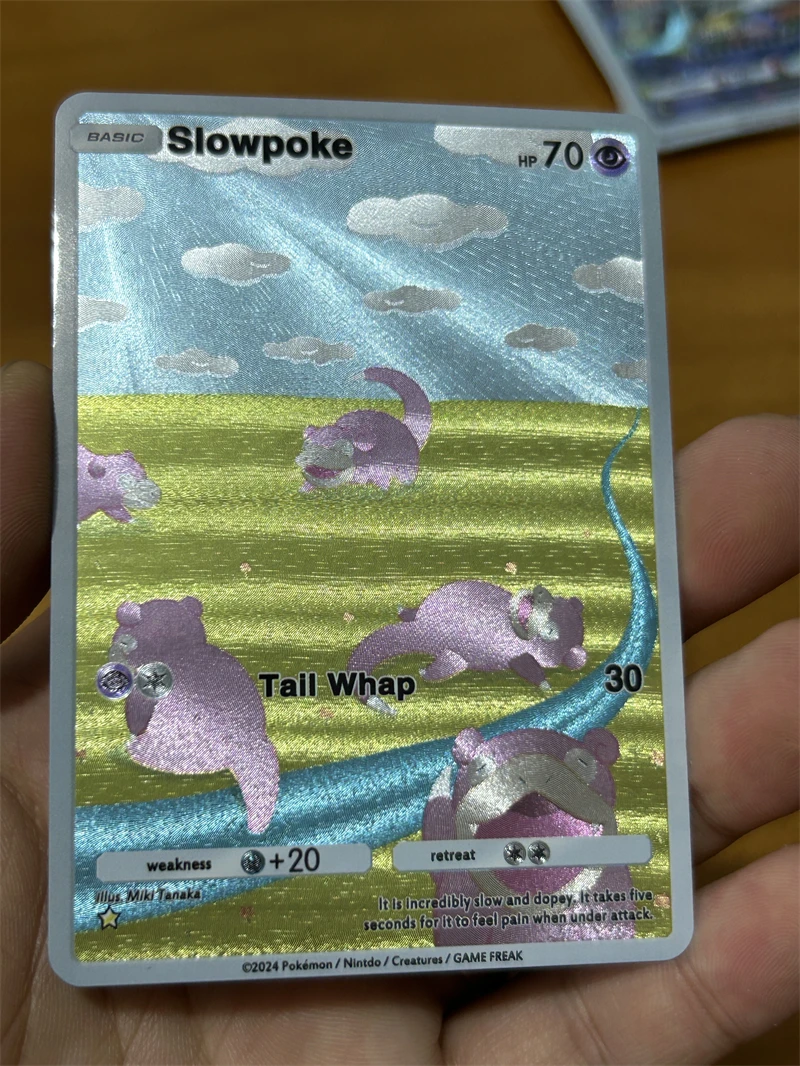 BASIC Slowpoke HP 70
Tail Whap 30
weakness +20 retreat
Illus. Miki Tanaka
It is incredibly slow and dopey. It takes five
seconds for it to feel pain when under attack.
©2024 Pokémon / Nintdo / Creatures / GAME FREAK